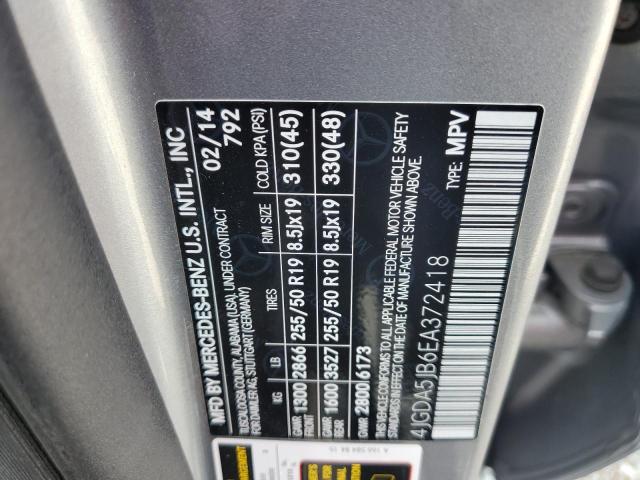 MFD BY MERCEDES-BENZ U.S. INTL., INC
TUSCALOOSA COUNTY, ALABAMA (USA), UNDER CONTRACT
FOR DAIMLER AG, STUTTGART (GERMANY)
02/14
792
KG LB TIRES RIM SIZE COLD KPA(PSI)
GAWR FRONT 1300 2866 255/50 R19 8.5Jx19 310(45)
GAWR REAR 1600 3527 255/50 R19 8.5Jx19 330(48)
GVWR 2800 6173
THIS VEHICLE CONFORMS TO ALL APPLICABLE FEDERAL MOTOR VEHICLE SAFETY
STANDARDS IN EFFECT ON THE DATE OF MANUFACTURE SHOWN ABOVE.
4JGDA5JB6EA372418 TYPE: MPV
A 166 584 84 15